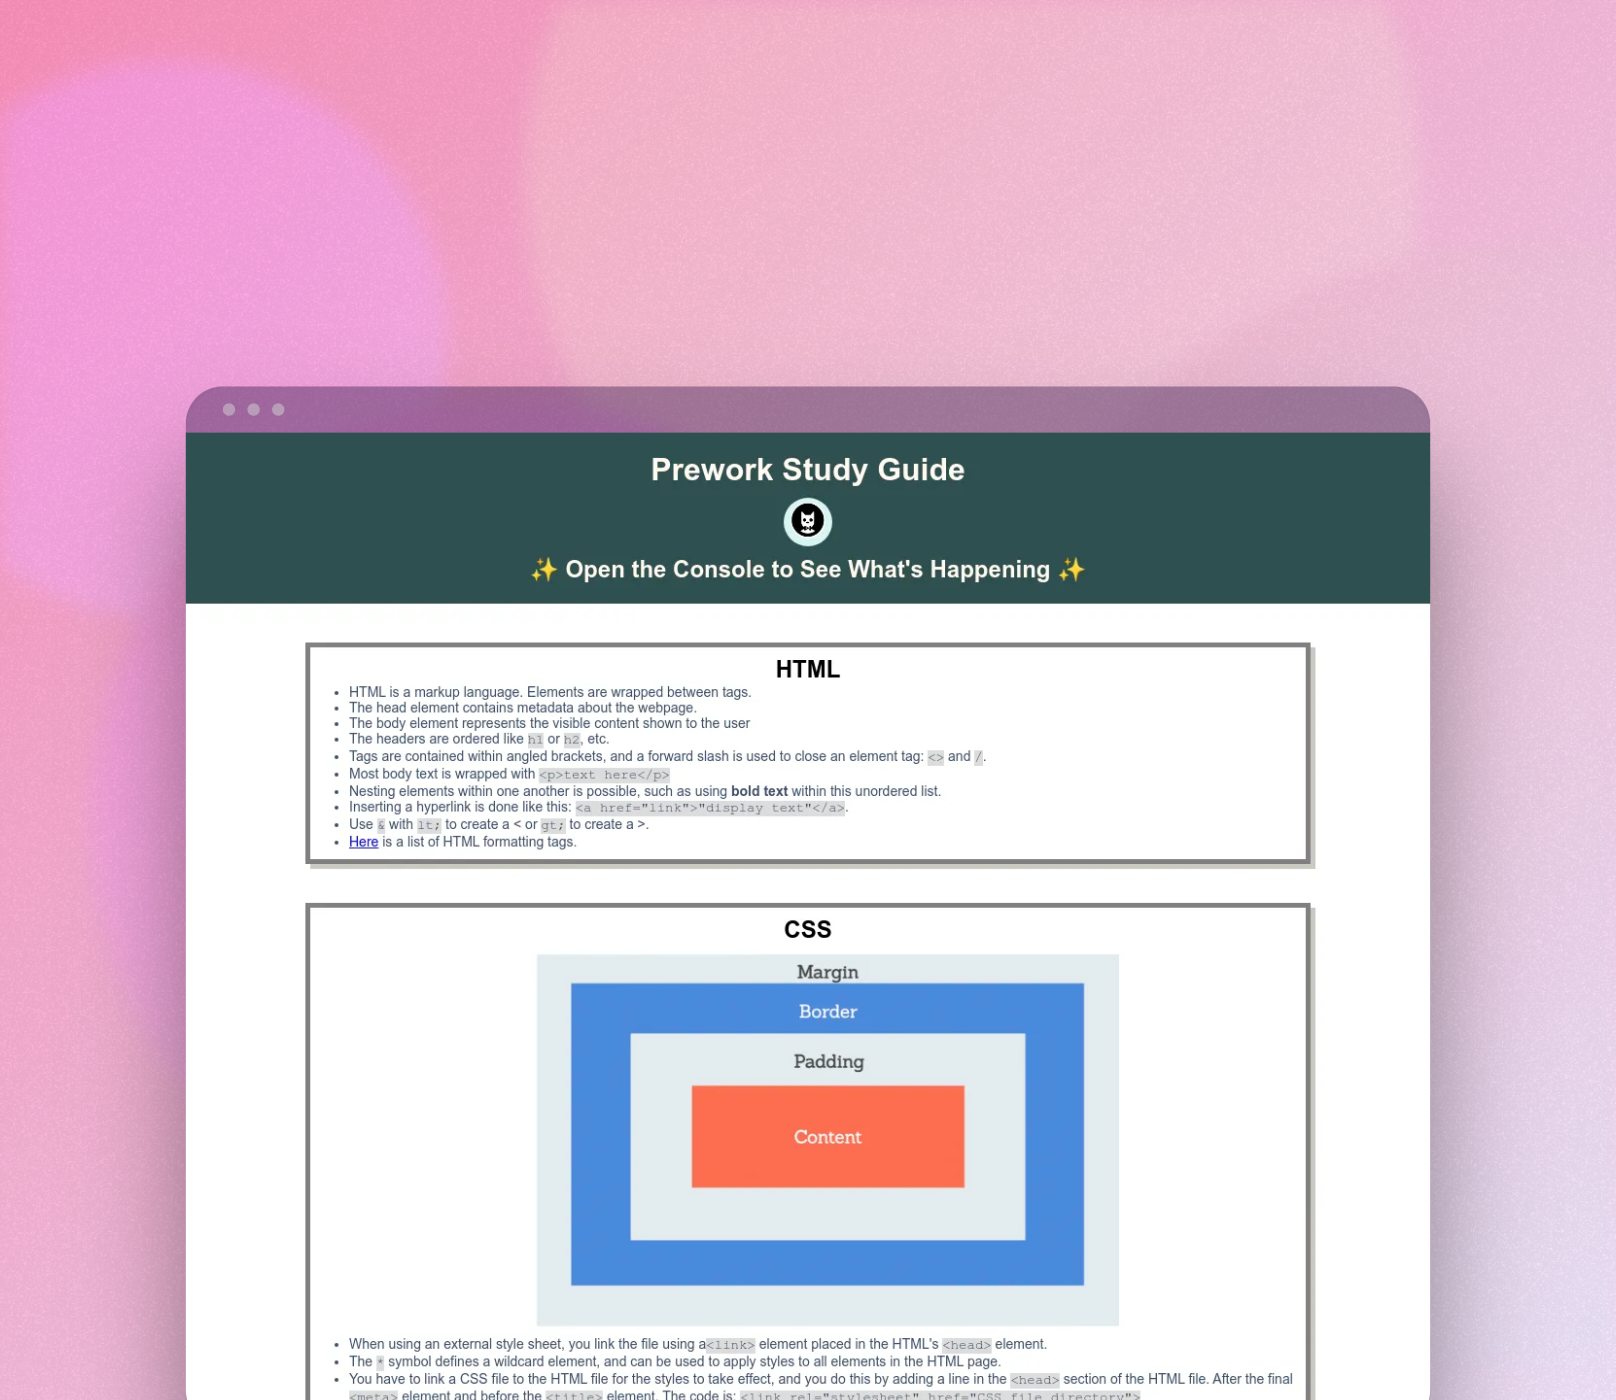 Prework Study Guide
✨ Open the Console to See What's Happening ✨
HTML
• HTML is a markup language. Elements are wrapped between tags.
• The head element contains metadata about the webpage.
• The body element represents the visible content shown to the user
• The headers are ordered like h1 or h2, etc.
• Tags are contained within angled brackets, and a forward slash is used to close an element tag: <> and /.
• Most body text is wrapped with <p>text here</p>
• Nesting elements within one another is possible, such as using bold text within this unordered list.
• Inserting a hyperlink is done like this: <a href="link">"display text"</a>.
• Use & with lt; to create a < or gt; to create a >.
• Here is a list of HTML formatting tags.
CSS
Margin
Border
Padding
Content
• When using an external style sheet, you link the file using a<link> element placed in the HTML's <head> element.
• The * symbol defines a wildcard element, and can be used to apply styles to all elements in the HTML page.
• You have to link a CSS file to the HTML file for the styles to take effect, and you do this by adding a line in the <head> section of the HTML file. After the final
<meta> element and before the <title> element. The code is: <link rel="stylesheet" href="CSS file directory">